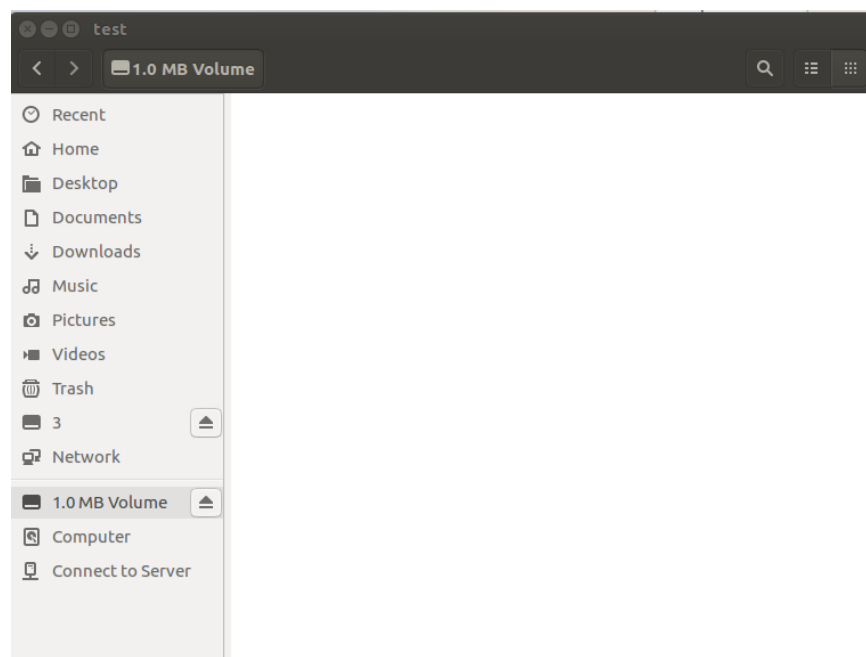 test
1.0 MB Volume
Recent
Home
Desktop
Documents
Downloads
Music
Pictures
Videos
Trash
3
Network
1.0 MB Volume
Computer
Connect to Server